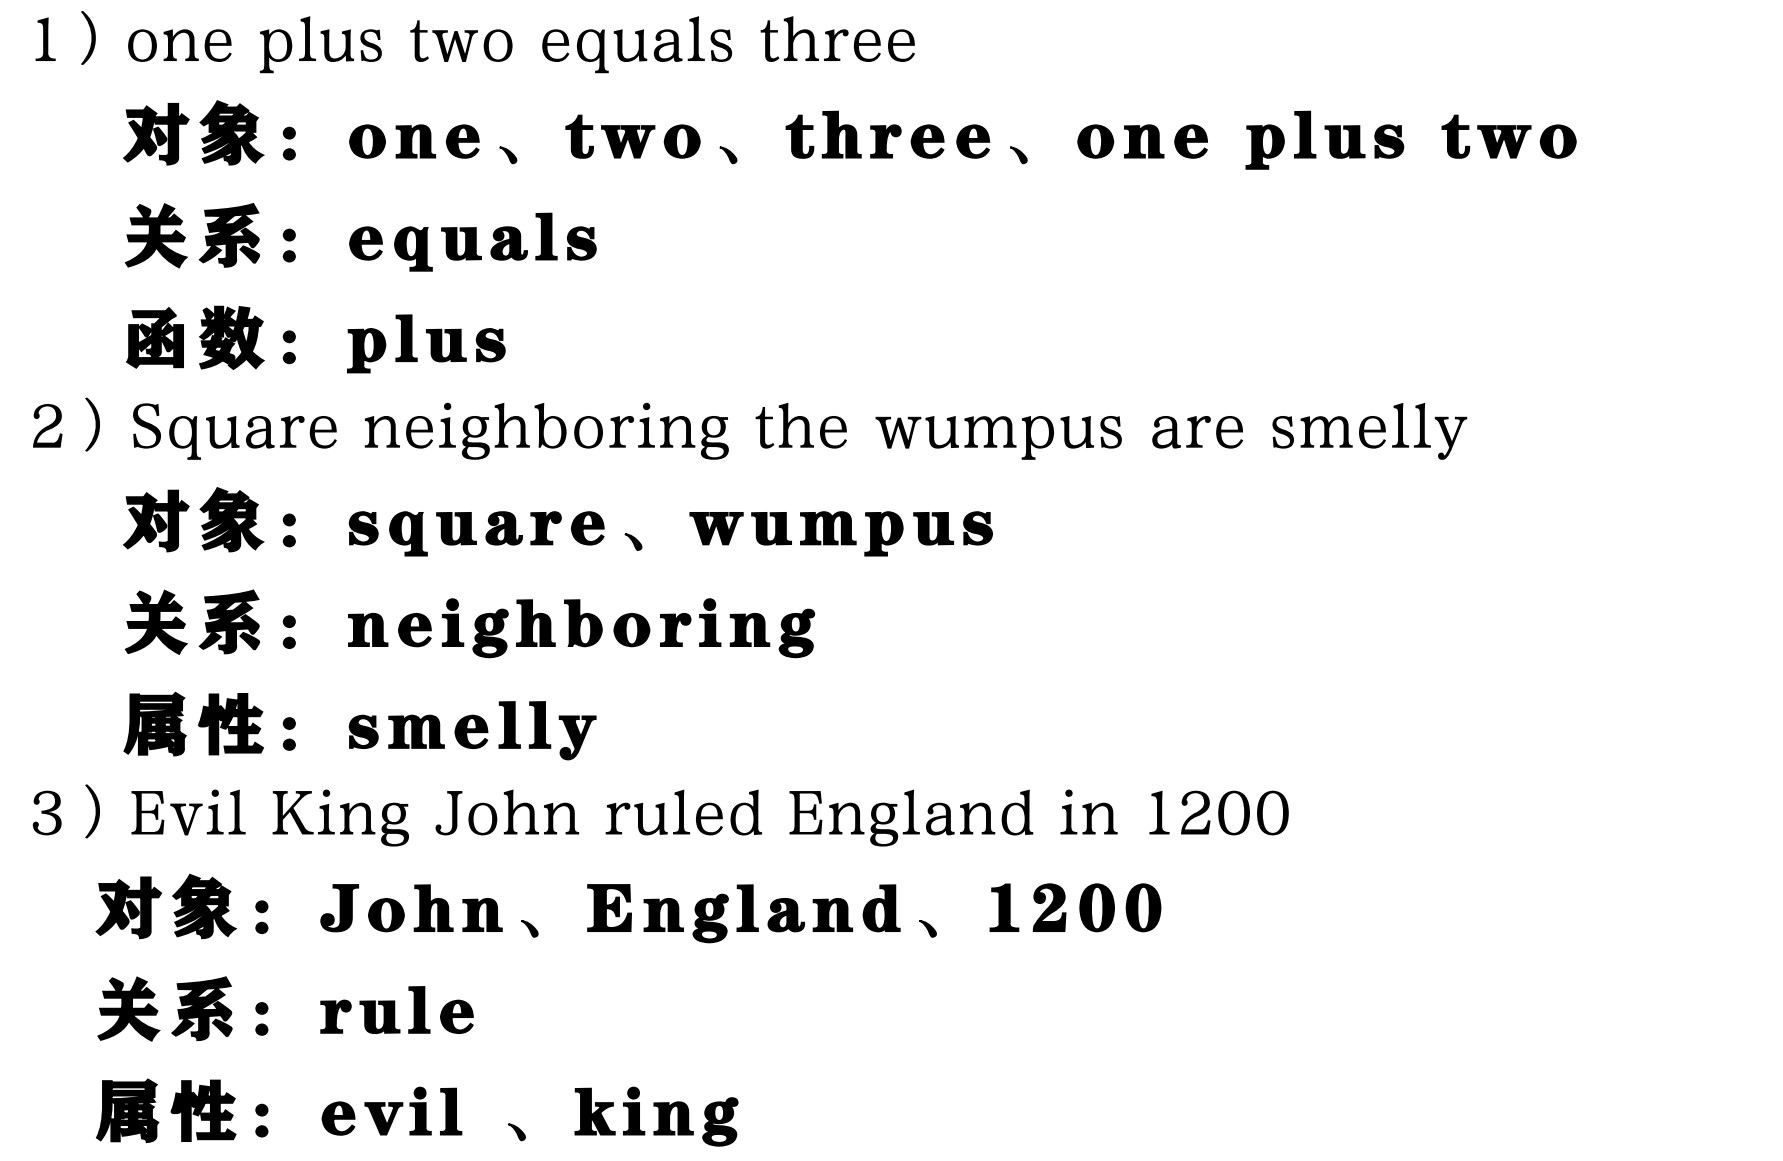 1）one plus two equals three
对象：one、two、three、one plus two
关系：equals
函数：plus
2）Square neighboring the wumpus are smelly
对象：square、wumpus
关系：neighboring
属性：smelly
3）Evil King John ruled England in 1200
对象：John、England、1200
关系：rule
属性：evil 、king